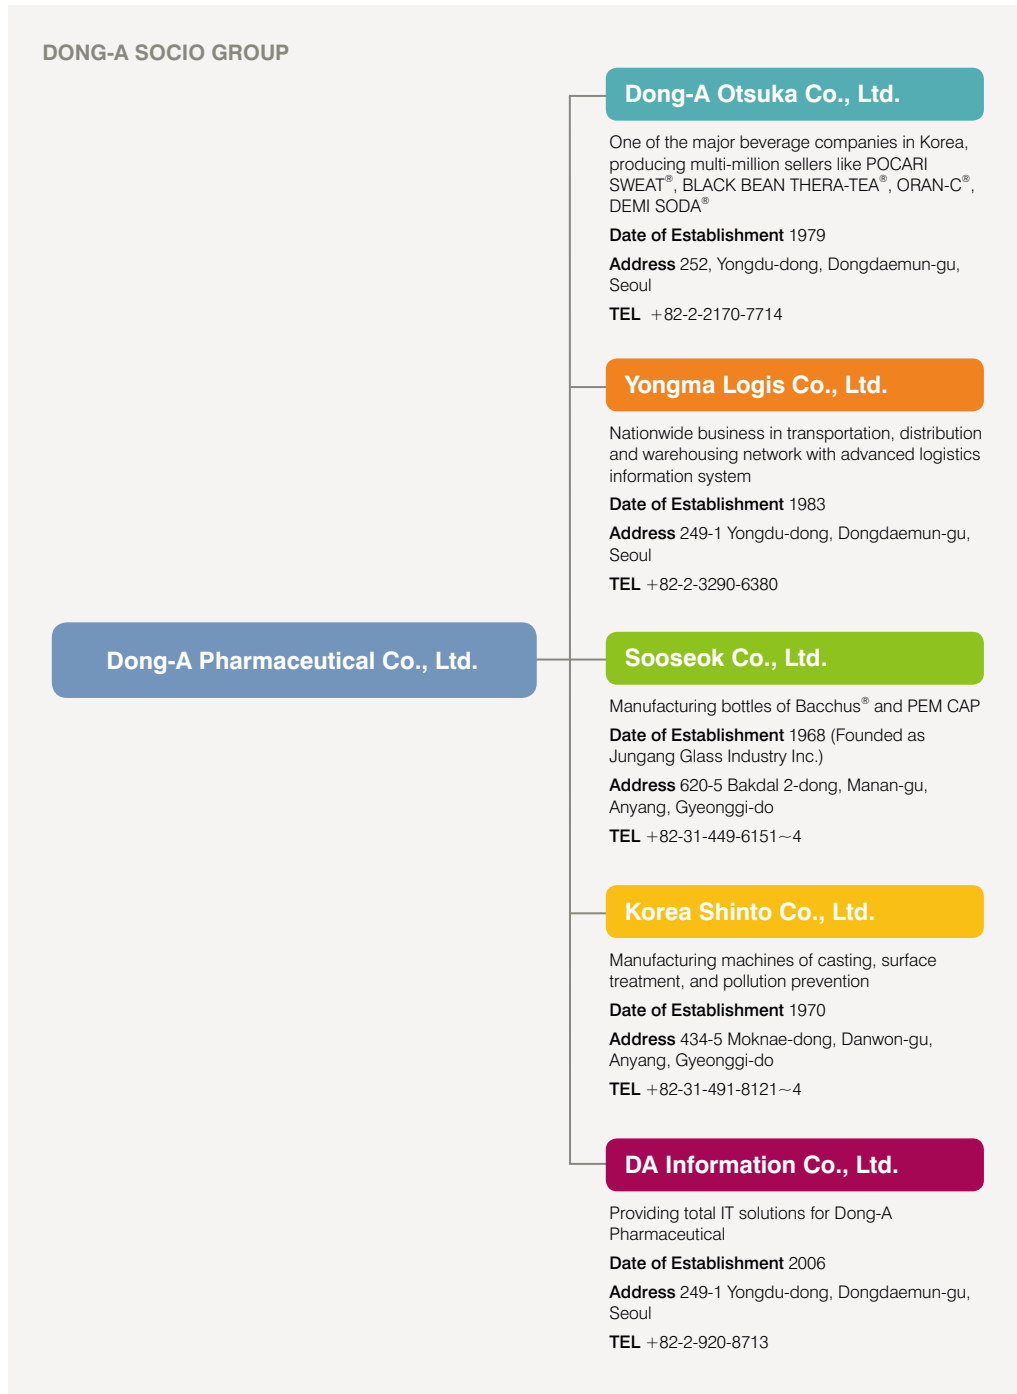 DONG-A SOCIO GROUP
Dong-A Otsuka Co., Ltd.
One of the major beverage companies in Korea,
producing multi-million sellers like POCARI
SWEAT®, BLACK BEAN THERA-TEA®, ORAN-C®,
DEMI SODA®
Date of Establishment 1979
Address 252, Yongdu-dong, Dongdaemun-gu,
Seoul
TEL +82-2-2170-7714
Yongma Logis Co., Ltd.
Nationwide business in transportation, distribution
and warehousing network with advanced logistics
information system
Date of Establishment 1983
Address 249-1 Yongdu-dong, Dongdaemun-gu,
Seoul
TEL +82-2-3290-6380
Dong-A Pharmaceutical Co., Ltd.
Sooseok Co., Ltd.
Manufacturing bottles of Bacchus® and PEM CAP
Date of Establishment 1968 (Founded as
Jungang Glass Industry Inc.)
Address 620-5 Bakdal 2-dong, Manan-gu,
Anyang, Gyeonggi-do
TEL +82-31-449-6151~4
Korea Shinto Co., Ltd.
Manufacturing machines of casting, surface
treatment, and pollution prevention
Date of Establishment 1970
Address 434-5 Moknae-dong, Danwon-gu,
Anyang, Gyeonggi-do
TEL +82-31-491-8121~4
DA Information Co., Ltd.
Providing total IT solutions for Dong-A
Pharmaceutical
Date of Establishment 2006
Address 249-1 Yongdu-dong, Dongdaemun-gu,
Seoul
TEL +82-2-920-8713